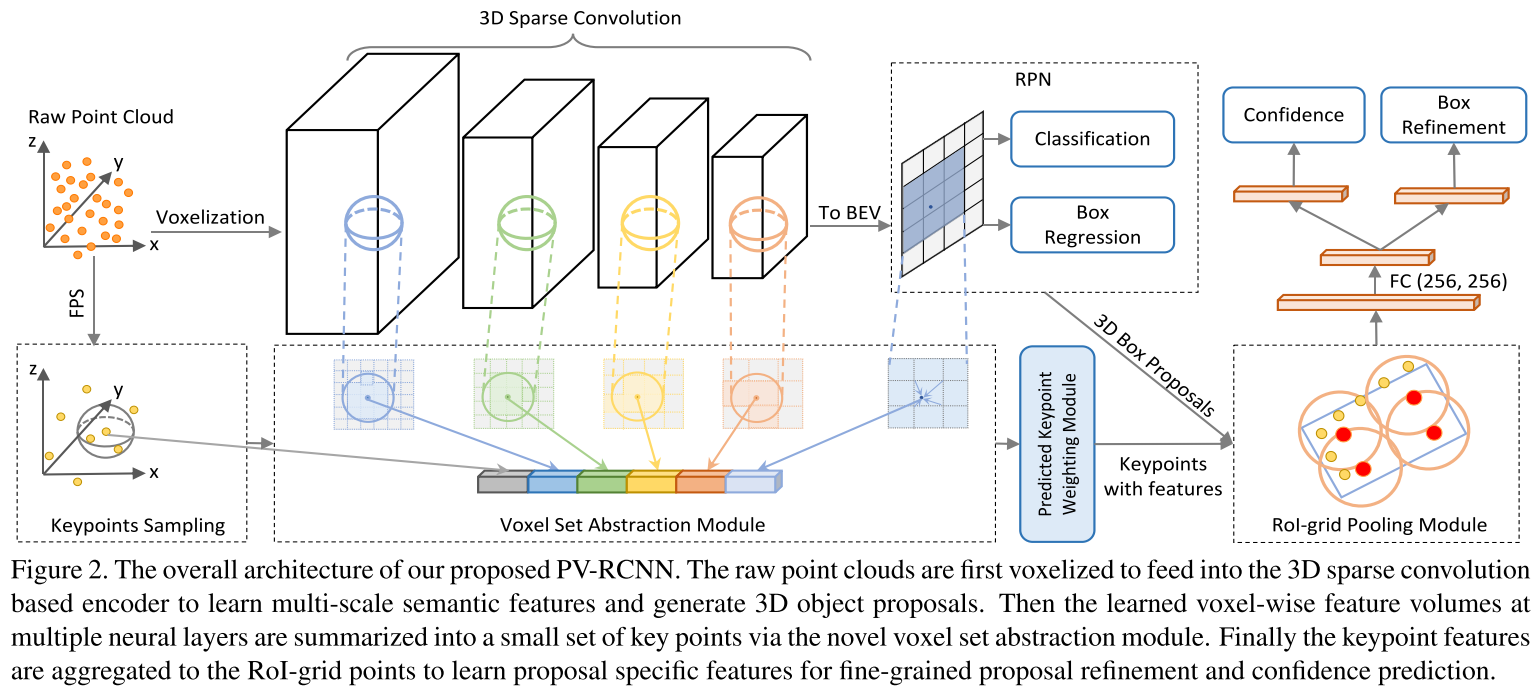 3D Sparse Convolution
Raw Point Cloud
z
y
x
Voxelization
To BEV
RPN
Classification
Box
Regression
Confidence
Box
Refinement
FC (256, 256)
FPS
3D Box Proposals
z
y
x
Keypoints Sampling
Voxel Set Abstraction Module
Predicted Keypoint
Weighting Module
Keypoints
with features
RoI-grid Pooling Module
Figure 2. The overall architecture of our proposed PV-RCNN. The raw point clouds are first voxelized to feed into the 3D sparse convolution
based encoder to learn multi-scale semantic features and generate 3D object proposals. Then the learned voxel-wise feature volumes at
multiple neural layers are summarized into a small set of key points via the novel voxel set abstraction module. Finally the keypoint features
are aggregated to the RoI-grid points to learn proposal specific features for fine-grained proposal refinement and confidence prediction.